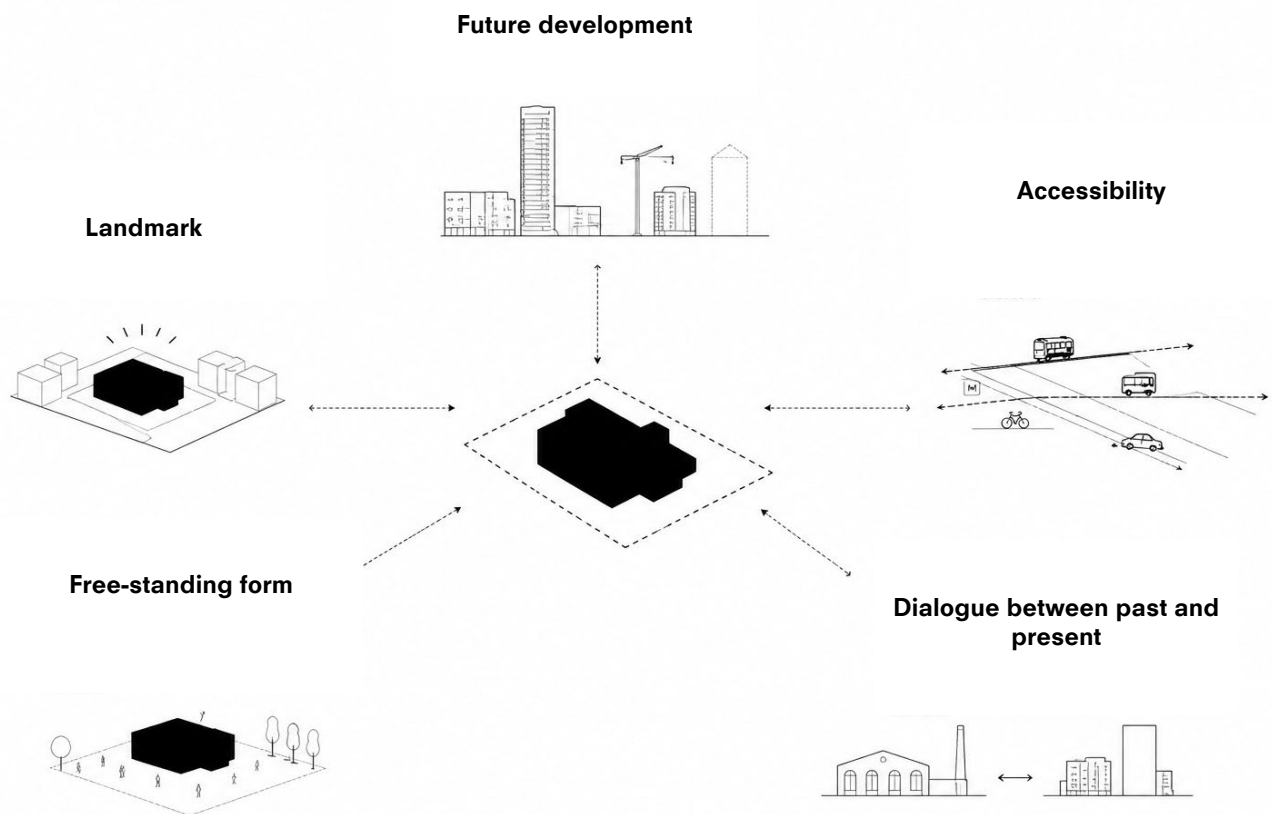 Future development
Accessibility
Landmark
Free-standing form
Dialogue between past and
present